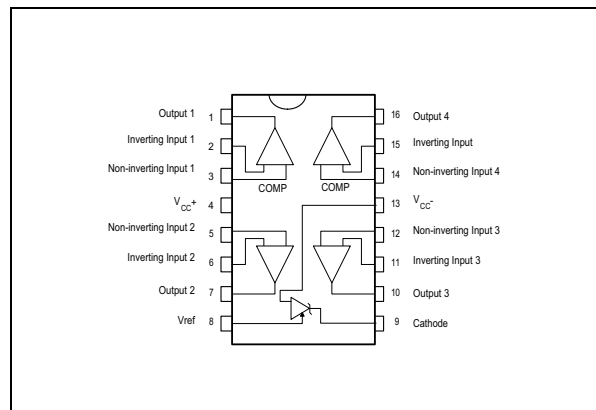 Output 1 1
Inverting Input 1 2
Non-inverting Input 1 3
VCC+ 4
Non-inverting Input 2 5
Inverting Input 2 6
Output 2 7
Vref 8
COMP COMP
16 Output 4
15 Inverting Input
14 Non-inverting Input 4
13 VCC-
12 Non-inverting Input 3
11 Inverting Input 3
10 Output 3
9 Cathode